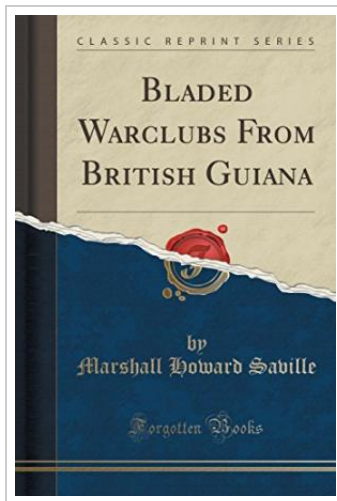 CLASSIC REPRINT SERIES
BLADED
WARCLUBS FROM
BRITISH GUIANA
by
Marshall Howard Saville
Forgotten Books